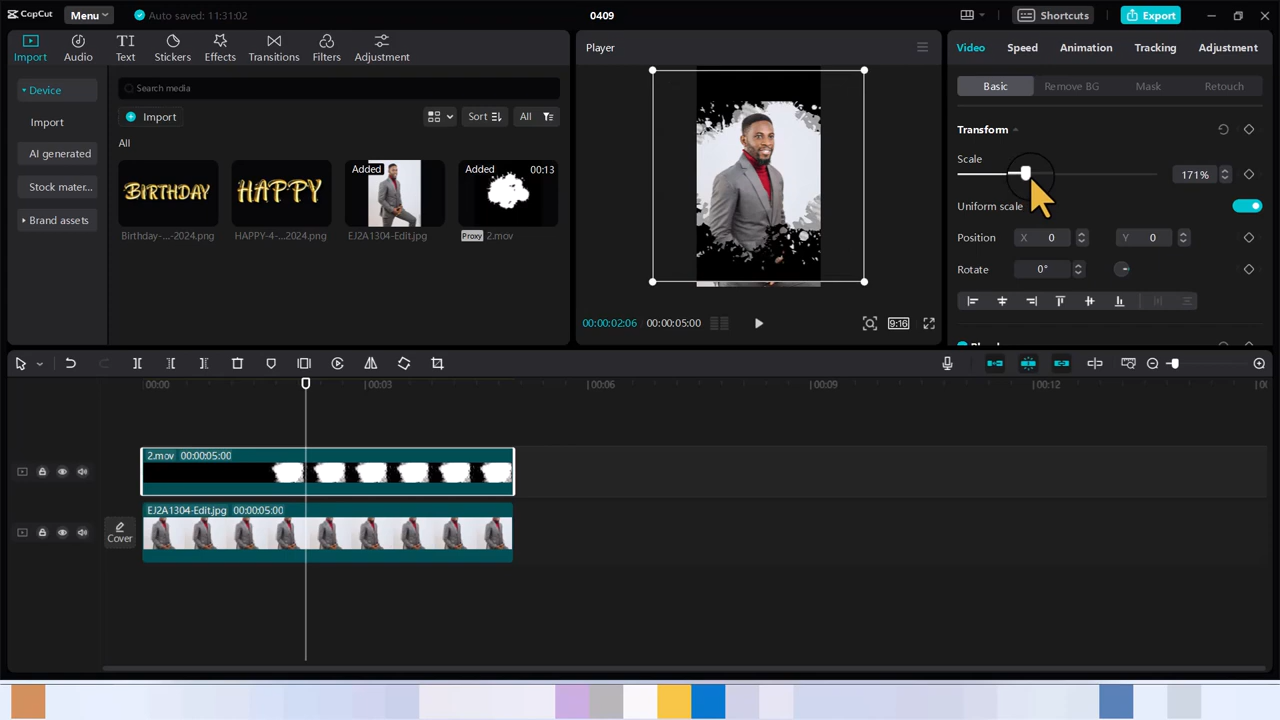 CapCut
Menu
Auto saved: 11:31:02
0409
Shortcuts
Export
Import
Audio
Text
Stickers
Effects
Transitions
Filters
Adjustment
Device
Import
AI generated
Stock mater...
Brand assets
Search media
Import
Sort
All
All
BIRTHDAY
HAPPY
Added
Added
00:13
Birthday-...-2024.png
HAPPY-4-...2024.png
EJ2A1304-Edit.jpg
Proxy
2.mov
Player
00:00:02:06
00:00:05:00
9:16
Video
Speed
Animation
Tracking
Adjustment
Basic
Remove BG
Mask
Retouch
Transform
Scale
171%
Uniform scale
Position
X 0
Y 0
Rotate
0°
00:00
00:03
00:06
00:09
00:12
2.mov 00:00:05:00
EJ2A1304-Edit.jpg 00:00:05:00
Cover